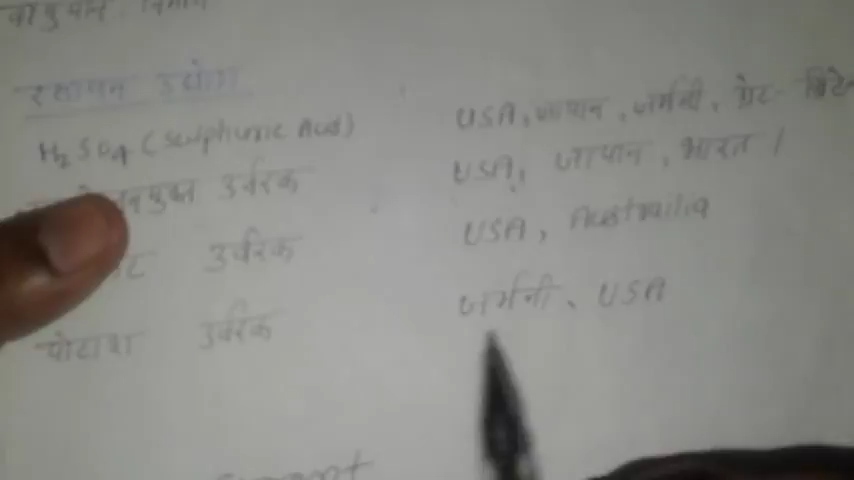 वायुयान निर्माण
रसायन उद्योग
H₂SO₄ (Sulphuric Acid) USA, जापान, जर्मनी, ग्रेट-ब्रिटे
युक्त उर्वरक USA, जापान, भारत।
उर्वरक USA, Austrailia
पोटाश उर्वरक जर्मनी, USA